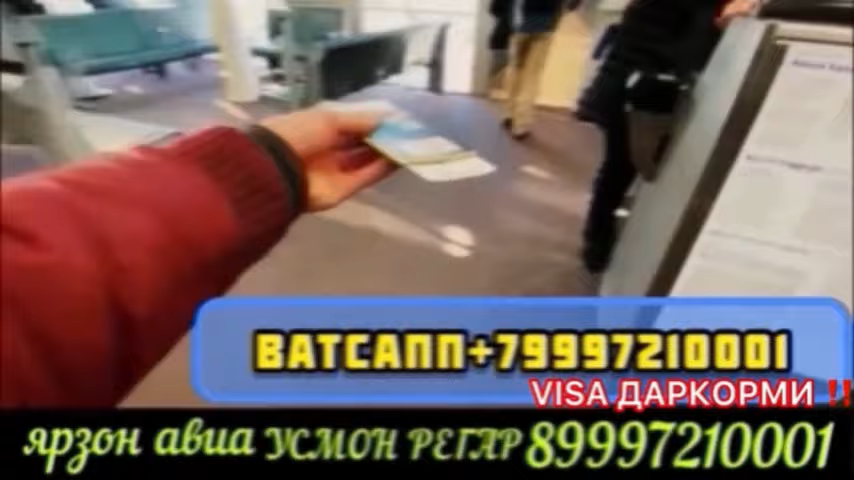 ВАТСАПП+79997210001
VISA ДАРКОРМИ ‼️
ярзон авиа УСМОН РЕГАР 89997210001